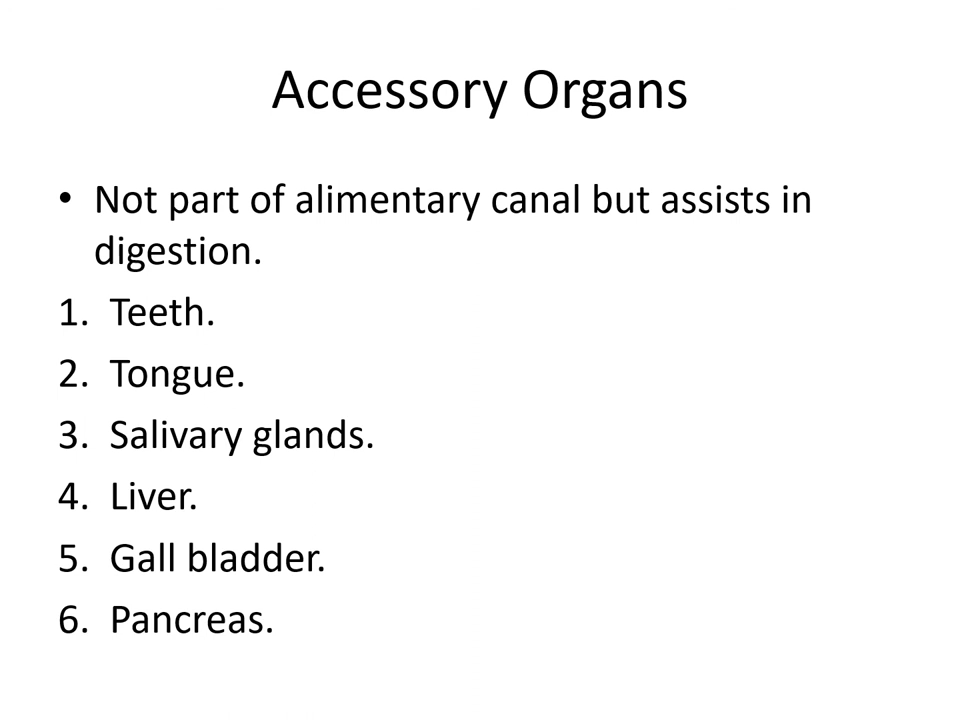 Accessory Organs
• Not part of alimentary canal but assists in
digestion.
1. Teeth.
2. Tongue.
3. Salivary glands.
4. Liver.
5. Gall bladder.
6. Pancreas.